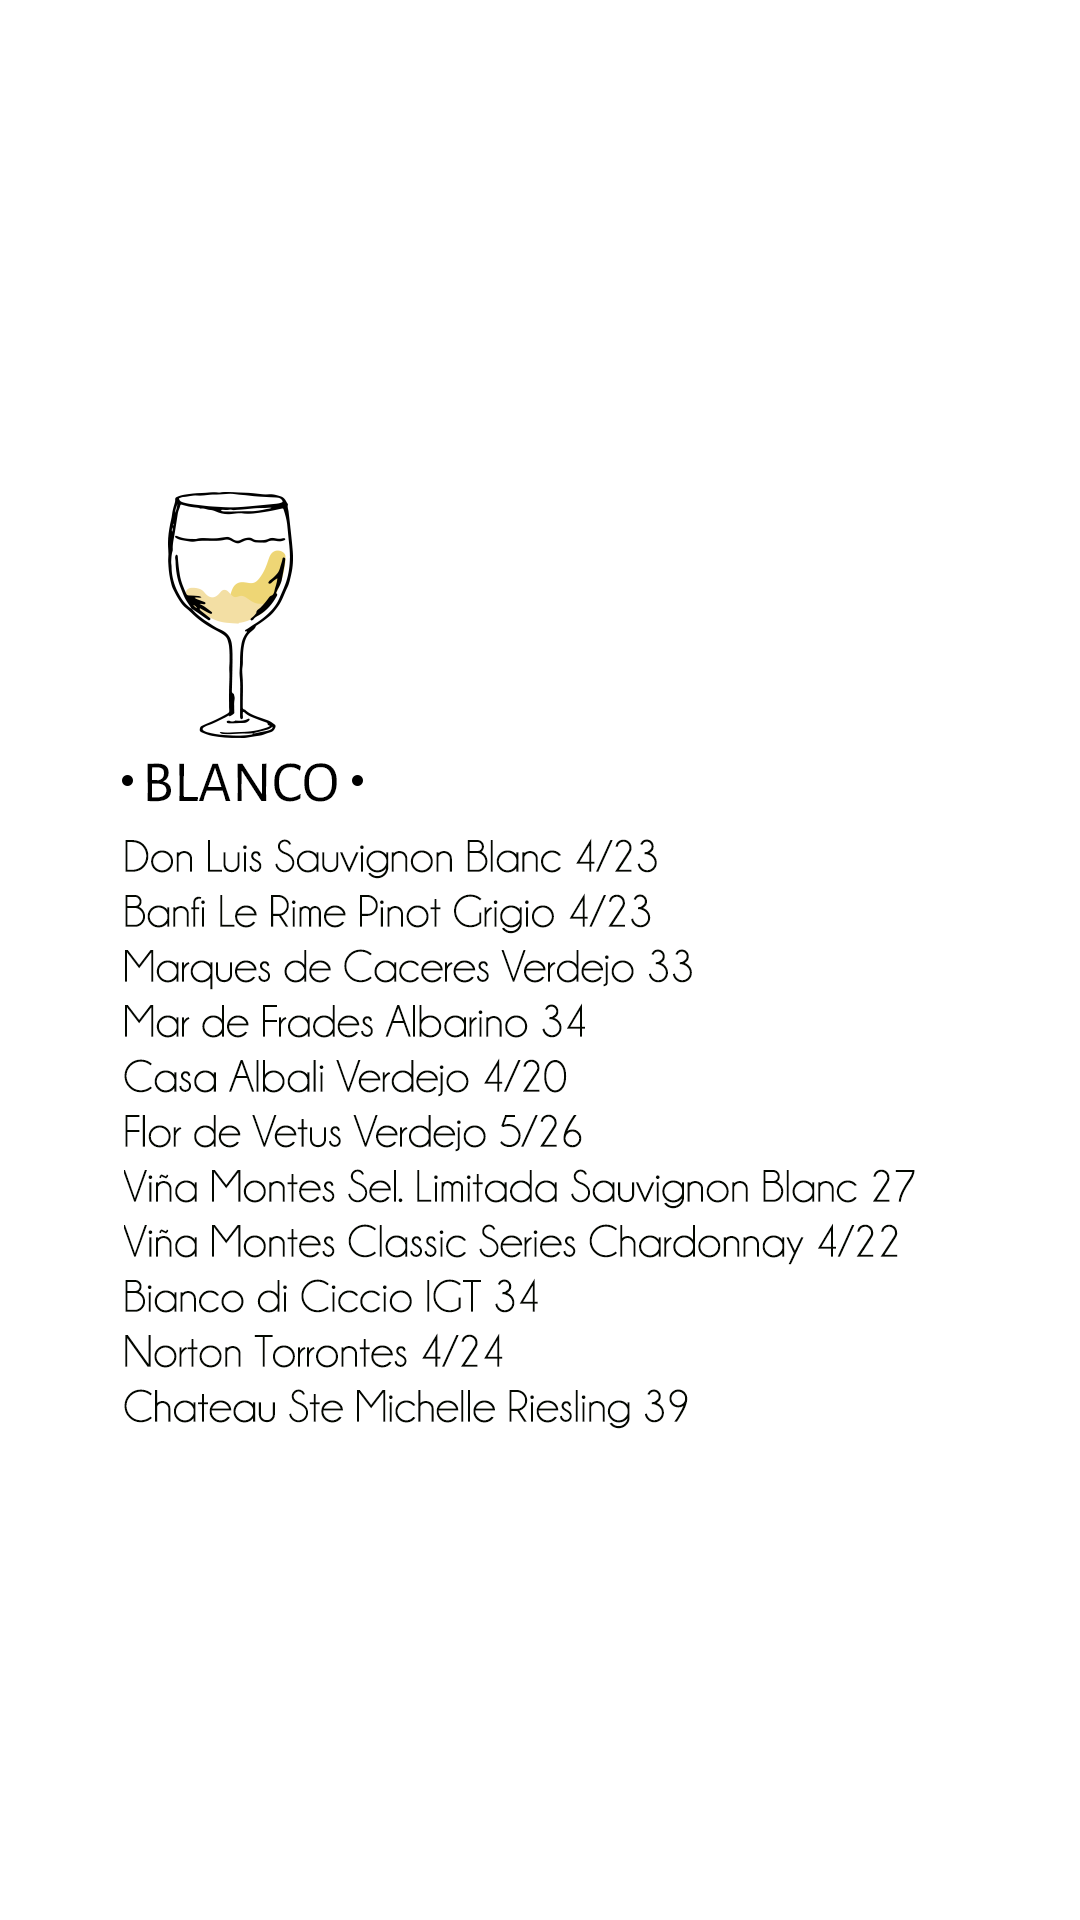 • BLANCO •
Don Luis Sauvignon Blanc 4/23
Banfi Le Rime Pinot Grigio 4/23
Marques de Caceres Verdejo 33
Mar de Frades Albarino 34
Casa Albali Verdejo 4/20
Flor de Vetus Verdejo 5/26
Viña Montes Sel. Limitada Sauvignon Blanc 27
Viña Montes Classic Series Chardonnay 4/22
Bianco di Ciccio IGT 34
Norton Torrontes 4/24
Chateau Ste Michelle Riesling 39